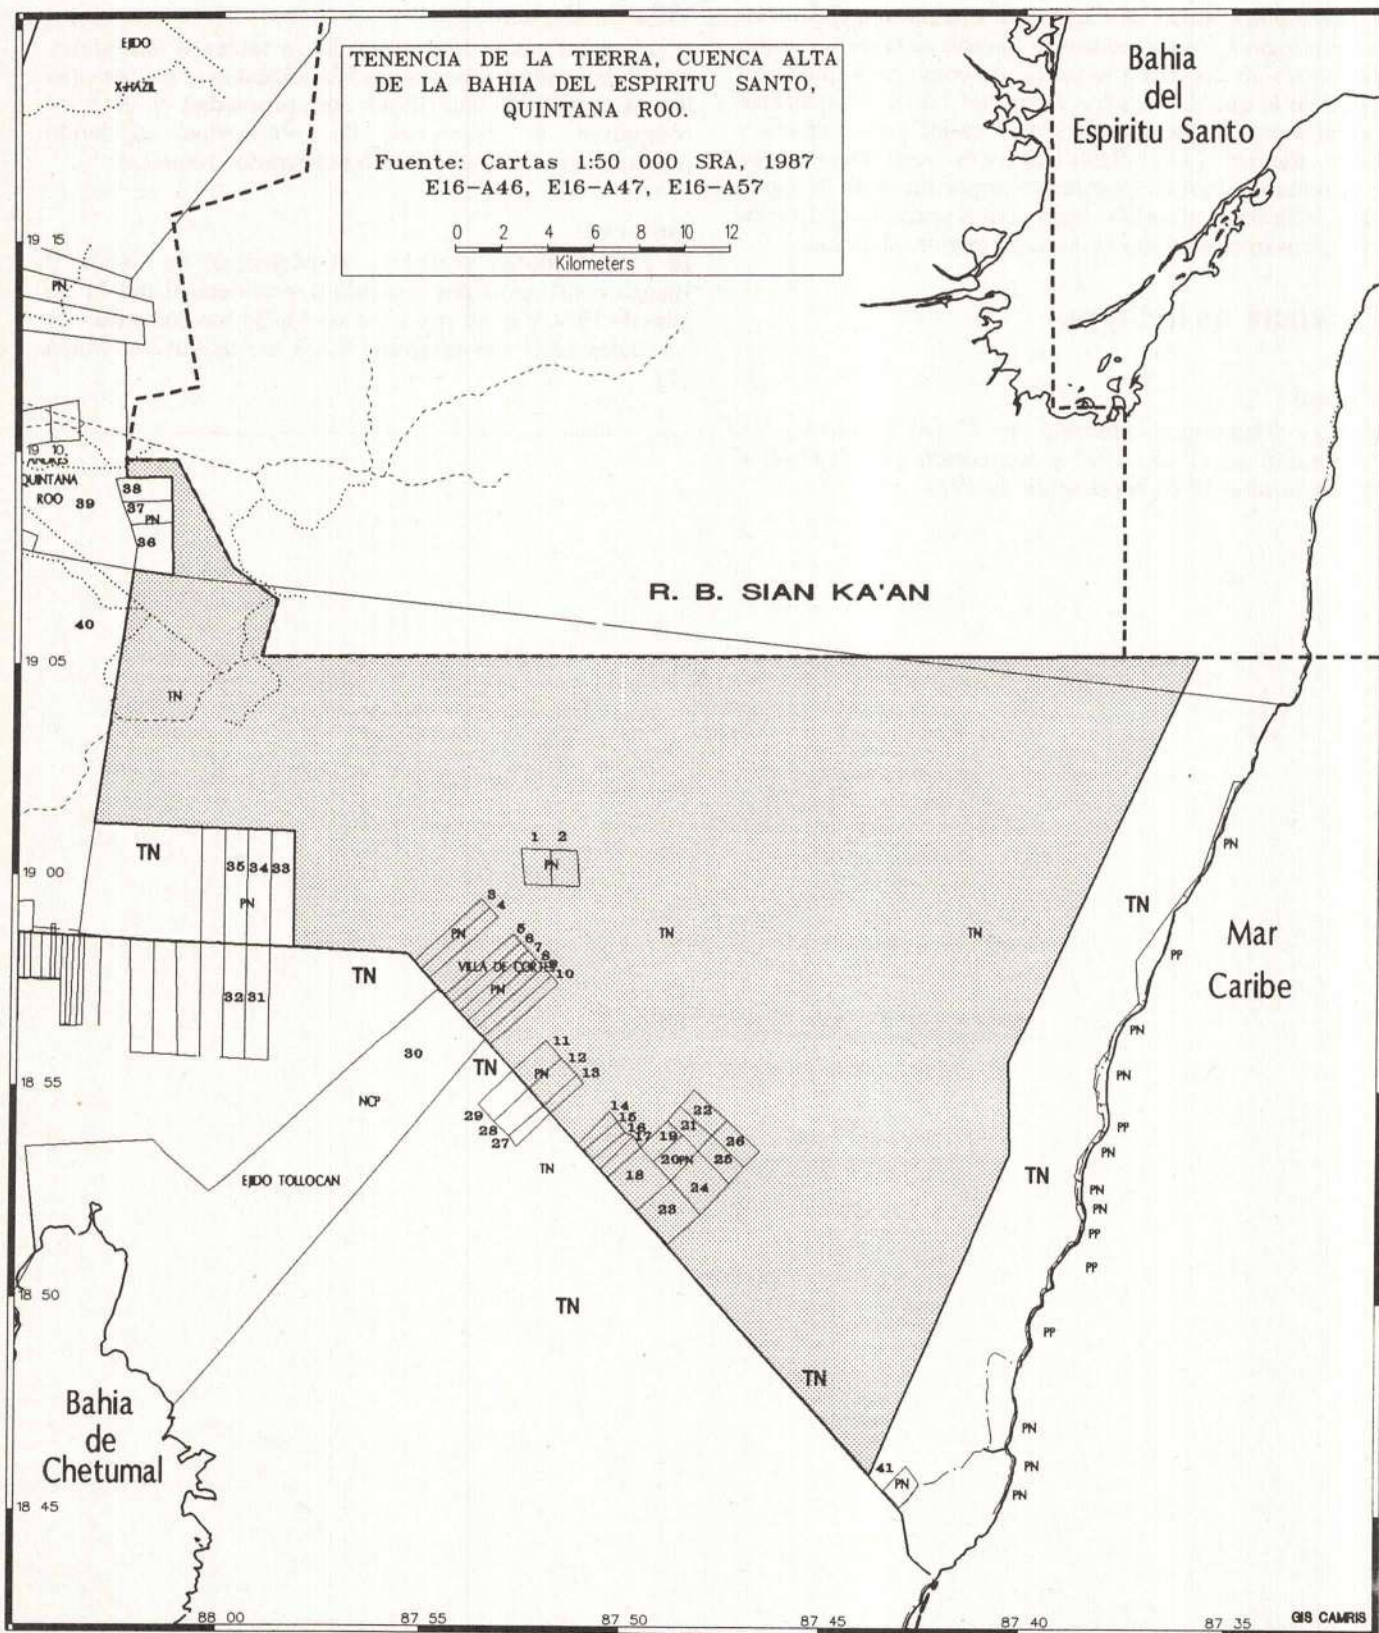 EJIDO
X-HAZIL
TENENCIA DE LA TIERRA, CUENCA ALTA
DE LA BAHIA DEL ESPIRITU SANTO,
QUINTANA ROO.
Fuente: Cartas 1:50 000 SRA, 1987
E16-A46, E16-A47, E16-A57
0 2 4 6 8 10 12
Kilometers
Bahia
del
Espiritu Santo
19 15
PN
19 10
QUINTANA
ROO
39
38
37
PN
36
R. B. SIAN KA'AN
40
19 05
TN
TN
1 2
PN
35 34 33
19 00
PN
3
4
PN
TN
TN
TN
PN
5
6
7
8
9
10
VILLA DE CORTES
PN
Mar
Caribe
PP
TN
32 31
30
TN
11
12
13
PN
PN
PN
18 55
NCP
29
28
27
14
15
16
17
18
19
20
PN
21
22
23
24
25
26
PP
PN
TN
EJIDO TOLLOCAN
TN
PN
PN
PP
PP
18 50
TN
PP
TN
Bahia
de
Chetumal
PN
41
PN
PN
PN
18 45
88 00
87 55
87 50
87 45
87 40
87 35
GIS CAMRIS